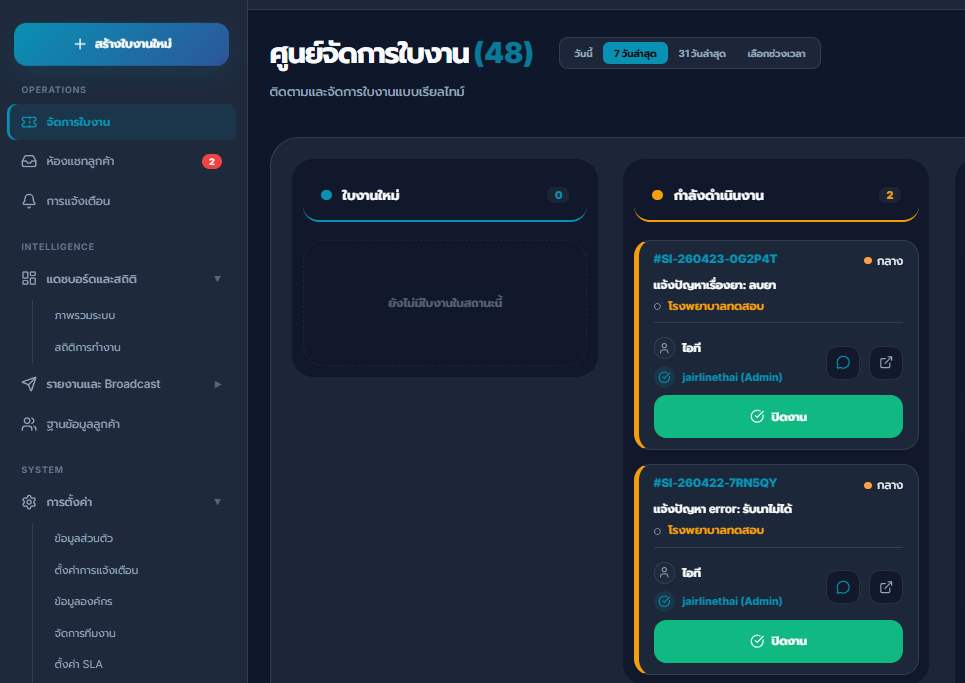 สร้างใบงานใหม่
OPERATIONS
จัดการใบงาน
ห้องแชทลูกค้า 2
การแจ้งเตือน
INTELLIGENCE
แดชบอร์ดและสถิติ
ภาพรวมระบบ
สถิติการทำงาน
รายงานและ Broadcast
ฐานข้อมูลลูกค้า
SYSTEM
การตั้งค่า
ข้อมูลส่วนตัว
ตั้งค่าการแจ้งเตือน
ข้อมูลองค์กร
จัดการทีมงาน
ตั้งค่า SLA
ศูนย์จัดการใบงาน (48)
วันนี้ 7 วันล่าสุด 31 วันล่าสุด เลือกช่วงเวลา
ติดตามและจัดการใบงานแบบเรียลไทม์
ใบงานใหม่ 0
ยังไม่มีใบงานในสถานะนี้
กำลังดำเนินงาน 2
#SI-260423-0G2P4T กลาง
แจ้งปัญหาเรื่องยา: ลบยา
โรงพยาบาลทดสอบ
ไอที
jairlinethai (Admin)
ปิดงาน
#SI-260422-7RN5QY กลาง
แจ้งปัญหา error: รับยาไม่ได้
โรงพยาบาลทดสอบ
ไอที
jairlinethai (Admin)
ปิดงาน